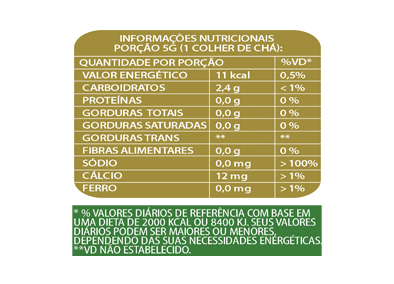 INFORMAÇÕES NUTRICIONAIS
PORÇÃO 5G (1 COLHER DE CHÁ):
QUANTIDADE POR PORÇÃO %VD*
VALOR ENERGÉTICO 11 kcal 0,5%
CARBOIDRATOS 2,4 g < 1%
PROTEÍNAS 0,0 g 0 %
GORDURAS TOTAIS 0,0 g 0 %
GORDURAS SATURADAS 0,0 g 0 %
GORDURAS TRANS ** **
FIBRAS ALIMENTARES 0,0 g 0 %
SÓDIO 0,0 mg > 100%
CÁLCIO 12 mg > 1%
FERRO 0,0 mg > 1%
* % VALORES DIÁRIOS DE REFERÊNCIA COM BASE EM
UMA DIETA DE 2000 KCAL OU 8400 KJ. SEUS VALORES
DIÁRIOS PODEM SER MAIORES OU MENORES,
DEPENDENDO DAS SUAS NECESSIDADES ENERGÉTICAS.
**VD NÃO ESTABELECIDO.